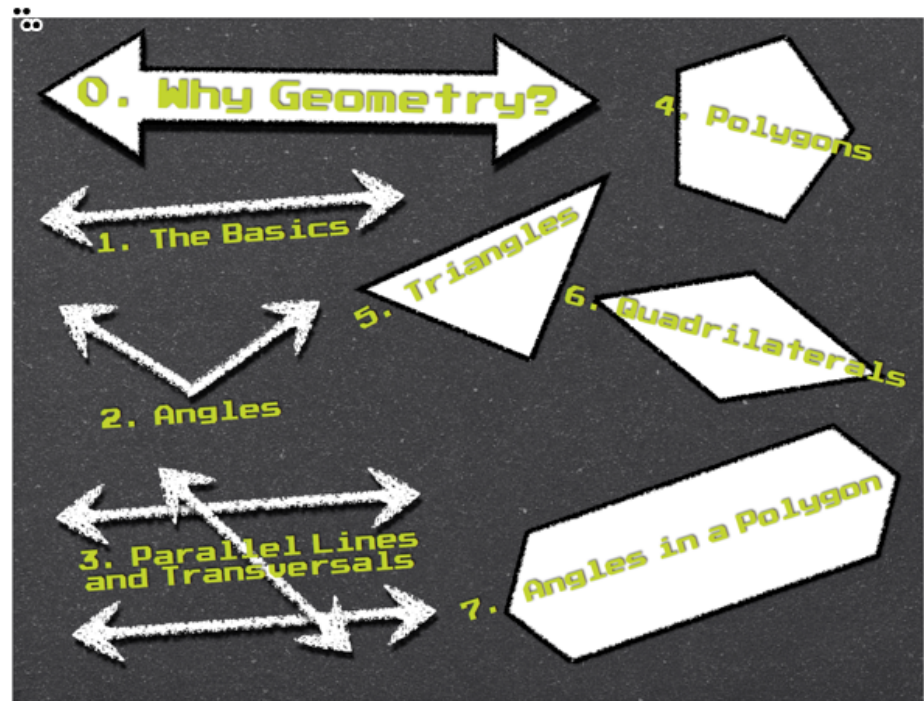 0. Why Geometry?
1. The Basics
2. Angles
3. Parallel Lines
and Transversals
4. Polygons
5. Triangles
6. Quadrilaterals
7. Angles in a Polygon